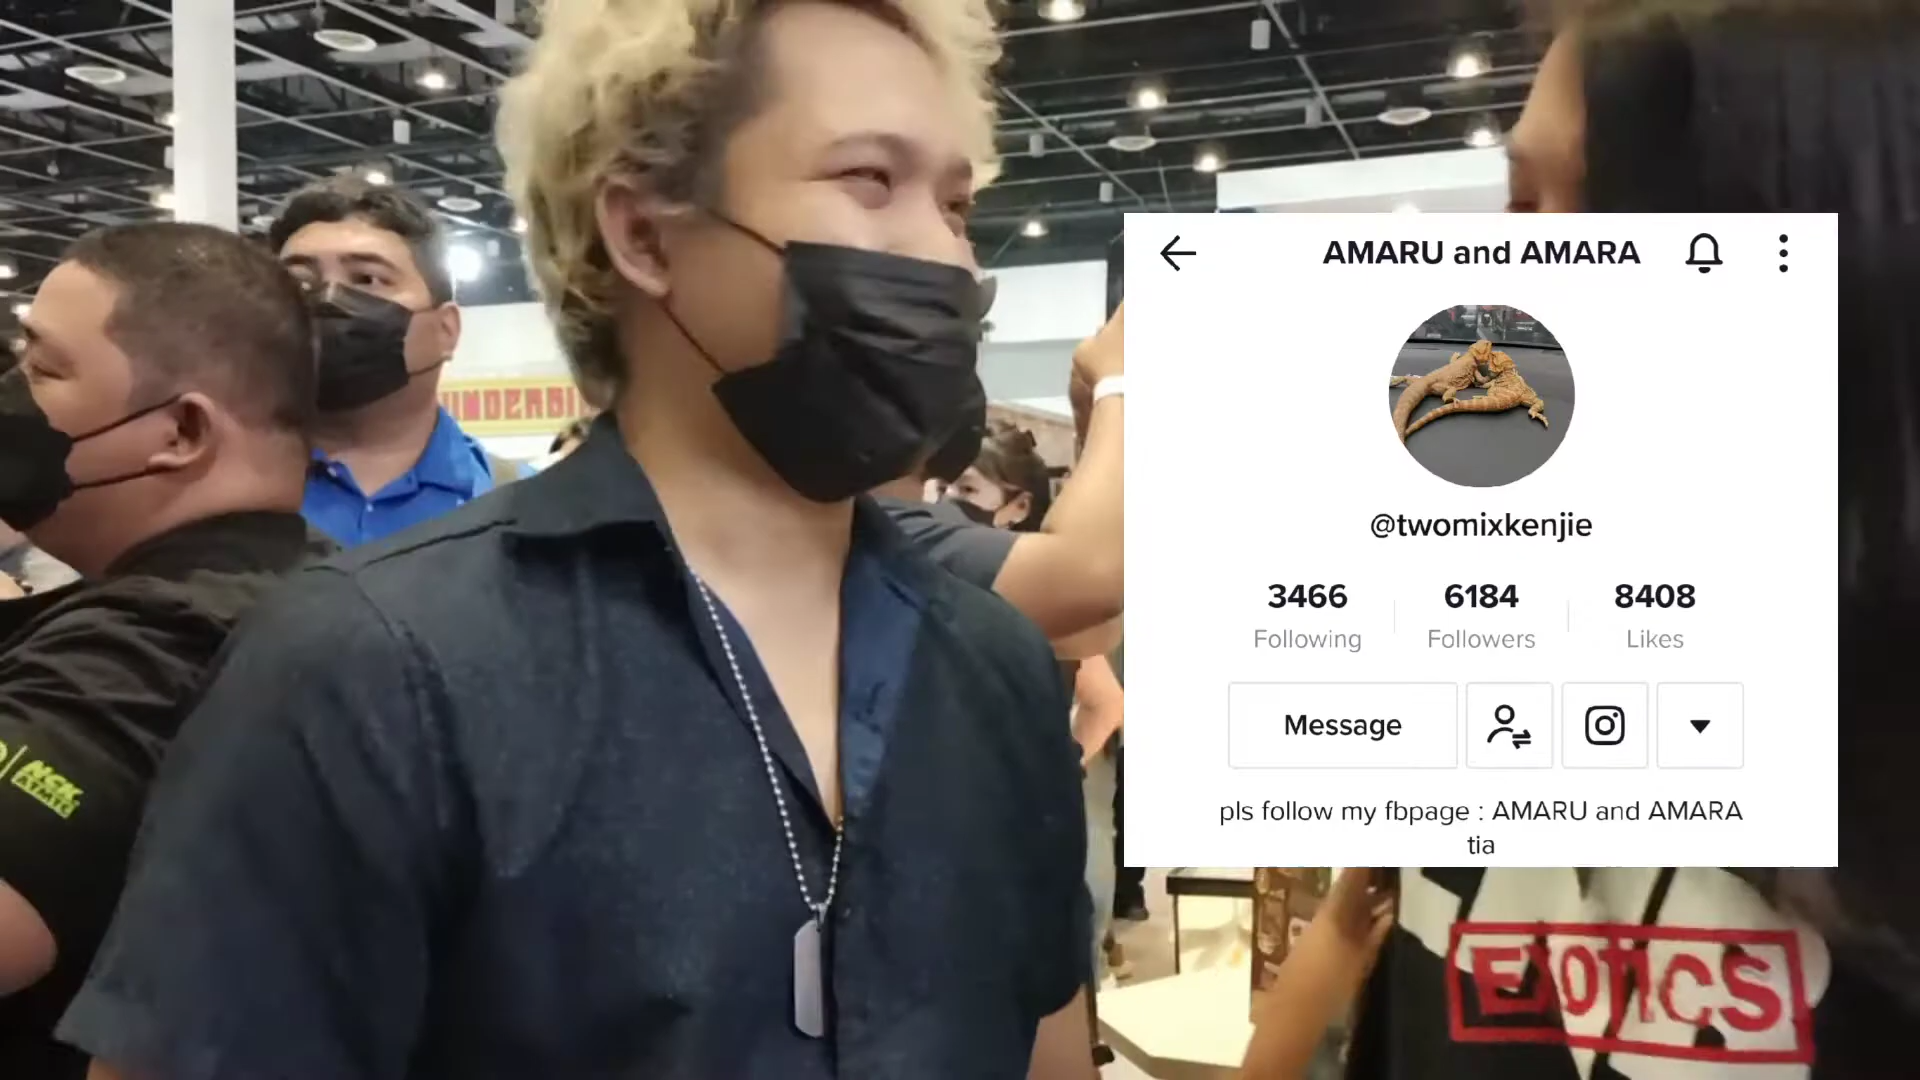 AMARU and AMARA
@twomixkenjie
3466 6184 8408
Following Followers Likes
Message
pls follow my fbpage : AMARU and AMARA
tia
EXOTICS